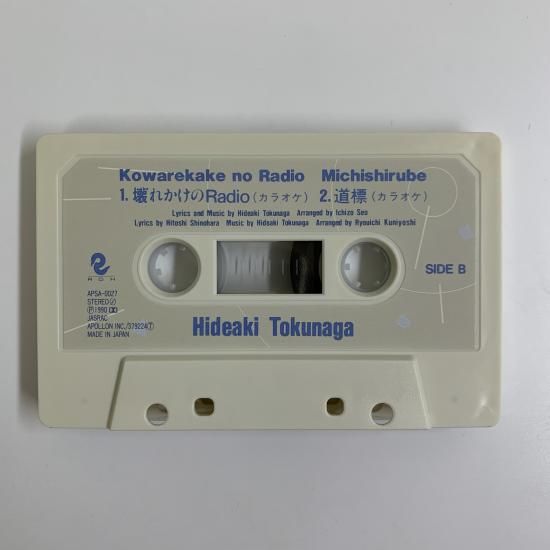 Kowarekake no Radio Michishirube
1. 壊れかけのRadio (カラオケ) 2. 道標 (カラオケ)
Lyrics and Music by Hideaki Tokunaga Arranged by Ichizo Seo
Lyrics by Hitoshi Shinohara Music by Hideaki Tokunaga Arranged by Ryouichi Kuniyoshi
SIDE B
APSA-0027
STEREO
Ⓟ1990
JASRAC
APOLLON INC./379224Ⓣ
MADE IN JAPAN
Hideaki Tokunaga